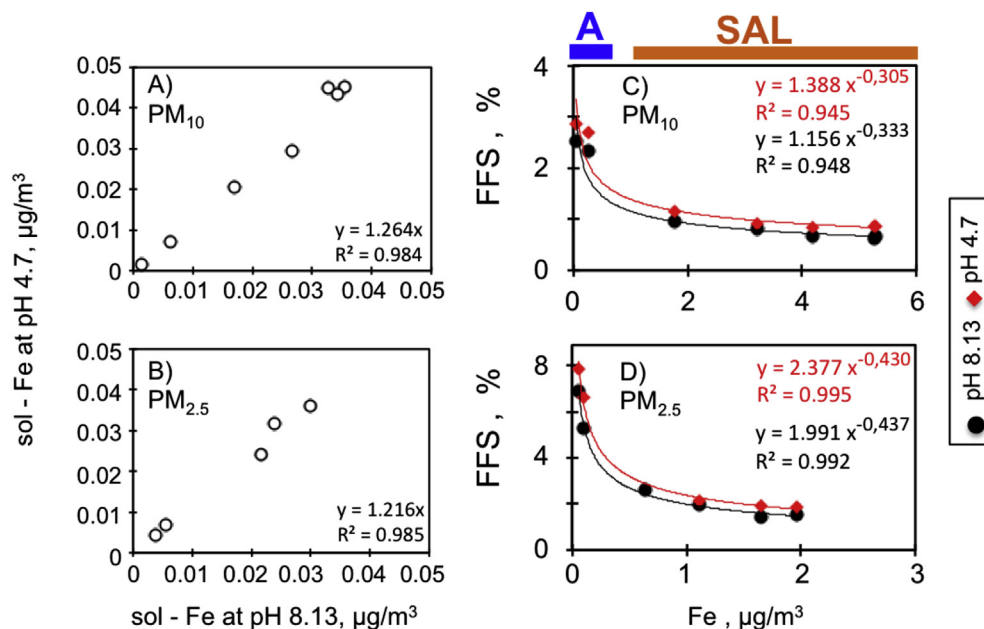 A SAL
sol - Fe at pH 4.7, µg/m³
0.05
0.04
0.03
0.02
0.01
0
A)
PM₁₀
y = 1.264x
R² = 0.984
0 0.01 0.02 0.03 0.04 0.05
0.05
0.04
0.03
0.02
0.01
0
B)
PM₂.₅
y = 1.216x
R² = 0.985
0 0.01 0.02 0.03 0.04 0.05
sol - Fe at pH 8.13, µg/m³
FFS , %
4
2
0
C)
PM₁₀
y = 1.388 x⁻⁰,³⁰⁵
R² = 0.945
y = 1.156 x⁻⁰,³³³
R² = 0.948
0 2 4 6
FFS , %
8
4
0
D)
PM₂.₅
y = 2.377 x⁻⁰,⁴³⁰
R² = 0.995
y = 1.991 x⁻⁰,⁴³⁷
R² = 0.992
0 1 2 3
Fe , µg/m³
pH 8.13 pH 4.7